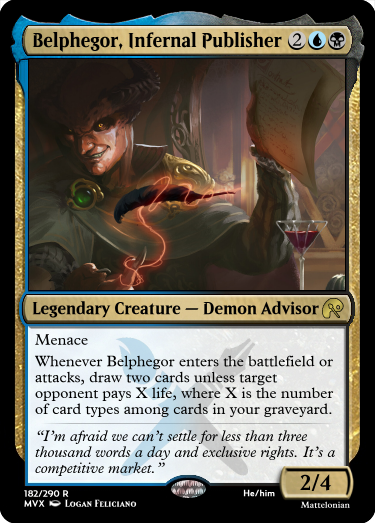 Belphegor, Infernal Publisher 2
Legendary Creature — Demon Advisor
Menace
Whenever Belphegor enters the battlefield or
attacks, draw two cards unless target
opponent pays X life, where X is the number
of card types among cards in your graveyard.
“I’m afraid we can’t settle for less than three
thousand words a day and exclusive rights. It’s a
competitive market.”
2/4
182/290 R He/him
MVX Logan Feliciano Mattelonian